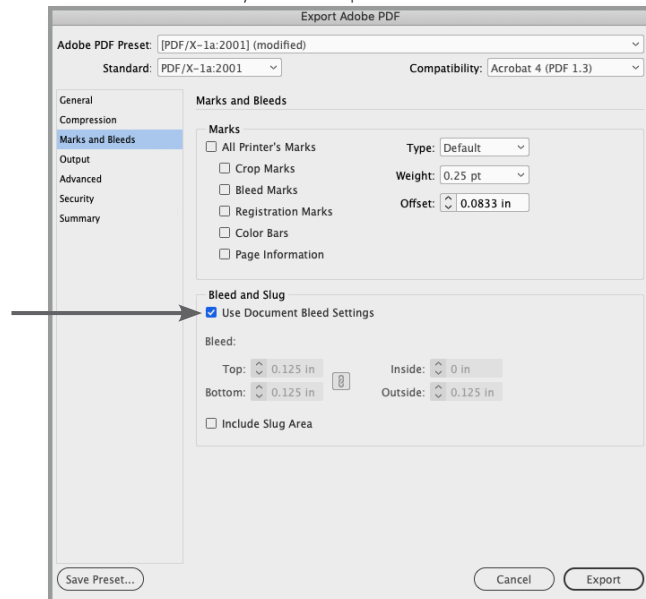 Export Adobe PDF
Adobe PDF Preset: [PDF/X-1a:2001] (modified)
Standard: PDF/X-1a:2001 Compatibility: Acrobat 4 (PDF 1.3)
General
Compression
Marks and Bleeds
Output
Advanced
Security
Summary
Marks and Bleeds
Marks
All Printer's Marks
Crop Marks
Bleed Marks
Registration Marks
Color Bars
Page Information
Type: Default
Weight: 0.25 pt
Offset: 0.0833 in
Bleed and Slug
Use Document Bleed Settings
Bleed:
Top: 0.125 in Inside: 0 in
Bottom: 0.125 in Outside: 0.125 in
Include Slug Area
Save Preset... Cancel Export